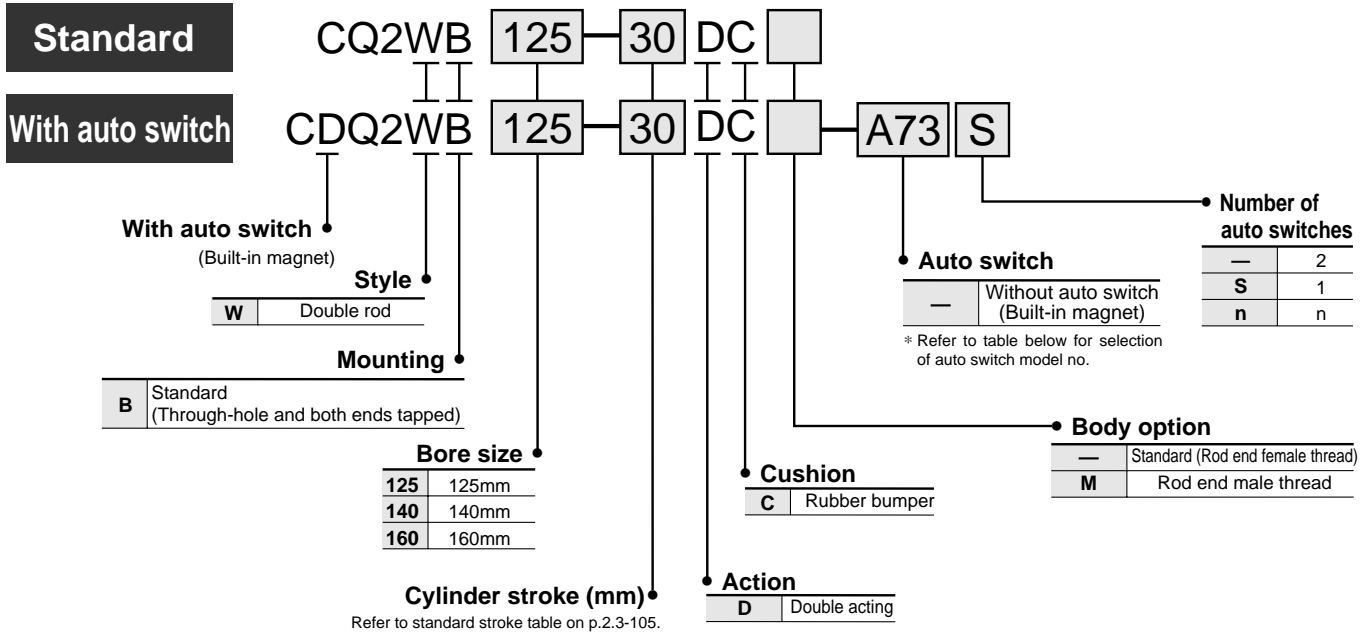 Standard
CQ2WB 125 — 30 DC
With auto switch
CDQ2WB 125 — 30 DC — A73 S
With auto switch
(Built-in magnet)
Style
W Double rod
Mounting
B Standard
(Through-hole and both ends tapped)
Bore size
125 125mm
140 140mm
160 160mm
Cylinder stroke (mm)
Refer to standard stroke table on p.2.3-105.
Action
D Double acting
Cushion
C Rubber bumper
Auto switch
— Without auto switch
(Built-in magnet)
* Refer to table below for selection
of auto switch model no.
Number of
auto switches
— 2
S 1
n n
Body option
— Standard (Rod end female thread)
M Rod end male thread